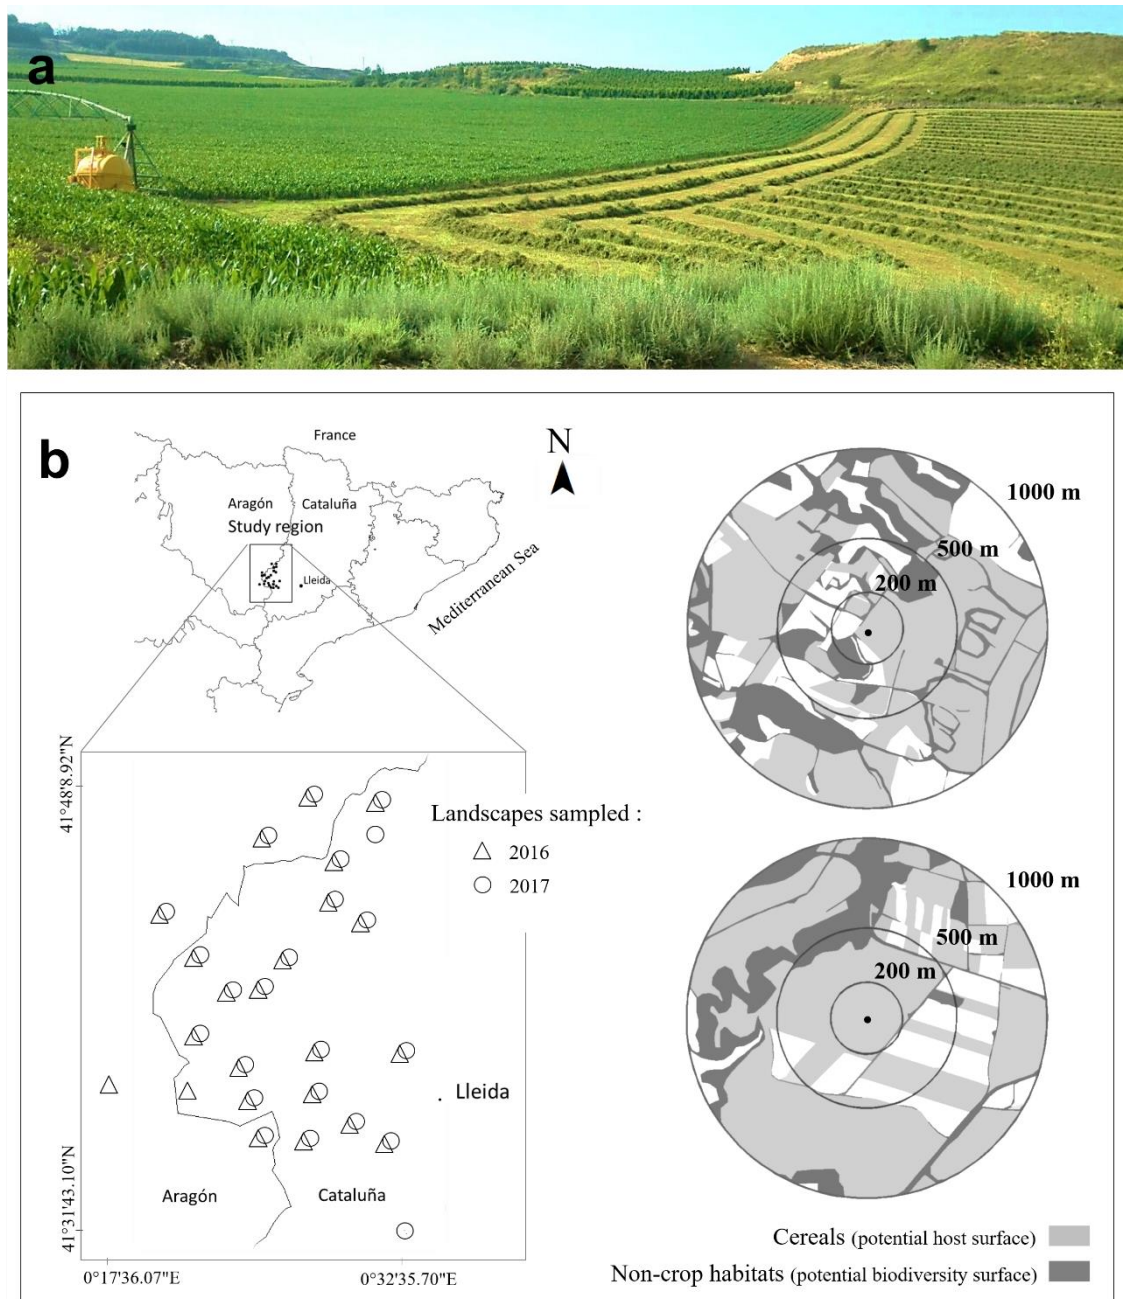 a
b
France
N
Aragón
Cataluña
Study region
Lleida
Mediterranean Sea
1000 m
500 m
200 m
41°48'8.92"N
Landscapes sampled :
2016
2017
1000 m
500 m
200 m
Lleida
Aragón
Cataluña
41°31'43.10"N
0°17'36.07"E
0°32'35.70"E
Cereals (potential host surface)
Non-crop habitats (potential biodiversity surface)